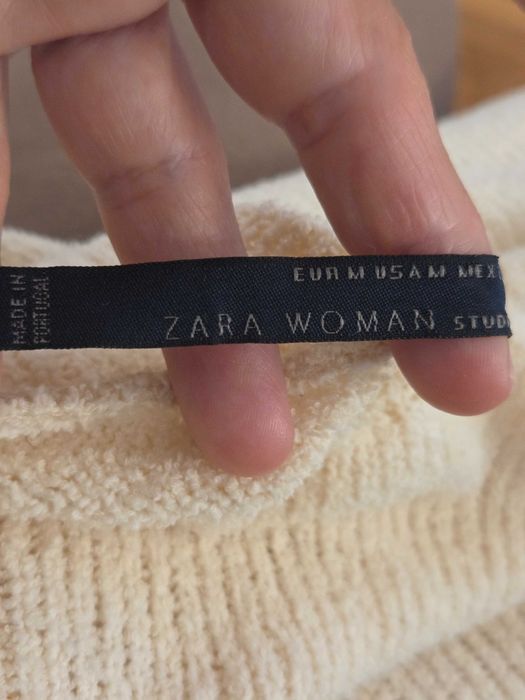 MADE IN
PORTUGAL
EUR M USA M MEX
ZARA WOMAN STUD